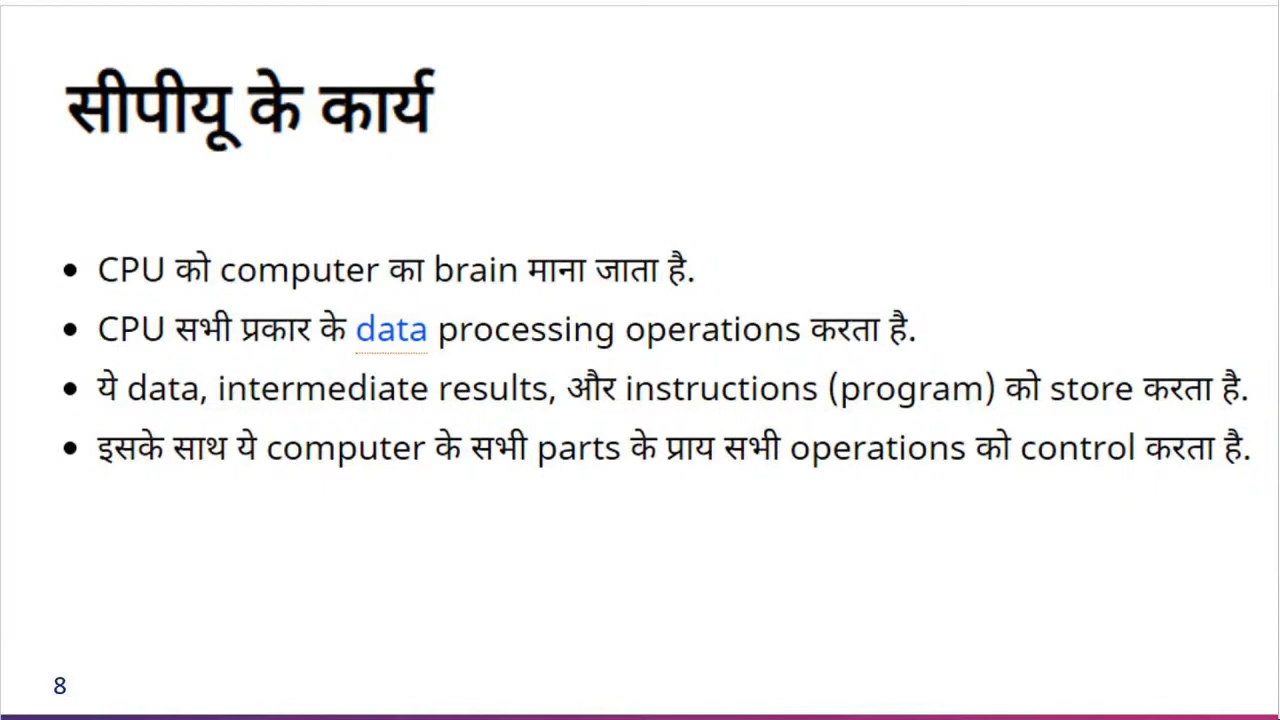 सीपीयू के कार्य
• CPU को computer का brain माना जाता है.
• CPU सभी प्रकार के data processing operations करता है.
• ये data, intermediate results, और instructions (program) को store करता है.
• इसके साथ ये computer के सभी parts के प्राय सभी operations को control करता है.
8